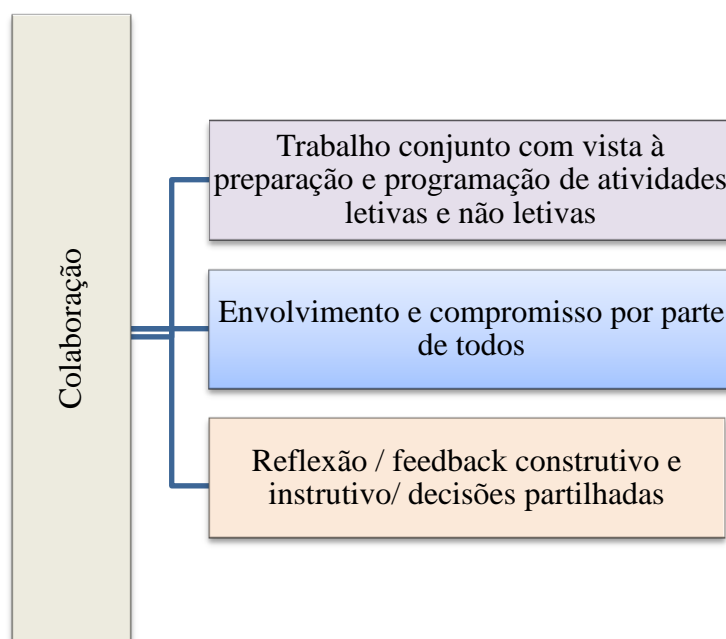 Colaboração
Trabalho conjunto com vista à
preparação e programação de atividades
letivas e não letivas
Envolvimento e compromisso por parte
de todos
Reflexão / feedback construtivo e
instrutivo/ decisões partilhadas